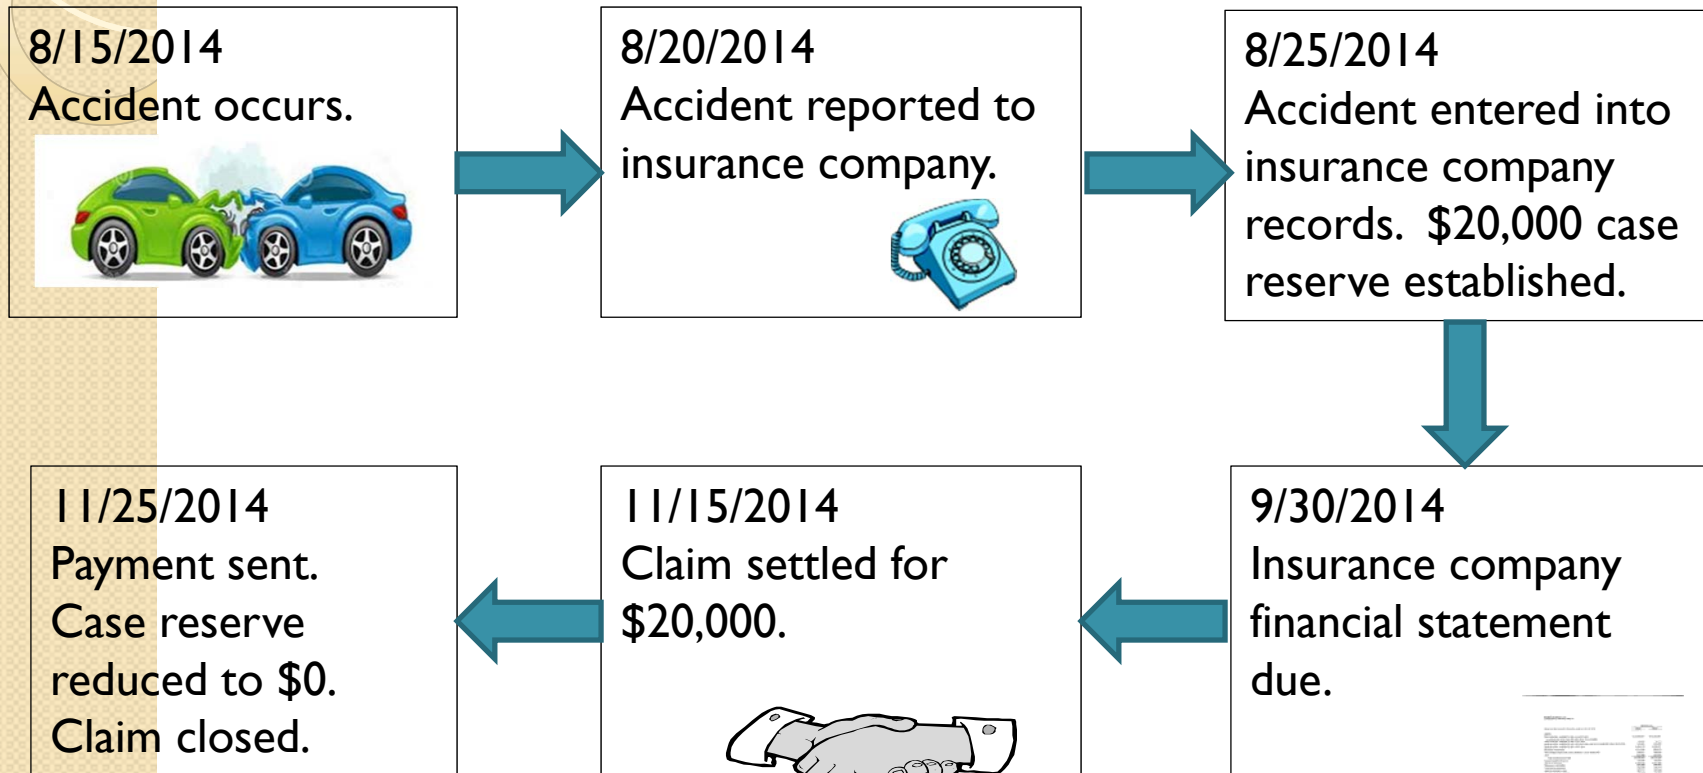 8/15/2014
Accident occurs.
8/20/2014
Accident reported to
insurance company.
8/25/2014
Accident entered into
insurance company
records.  $20,000 case
reserve established.
9/30/2014
Insurance company
financial statement
due.
11/15/2014
Claim settled for
$20,000.
11/25/2014
Payment sent.
Case reserve
reduced to $0.
Claim closed.